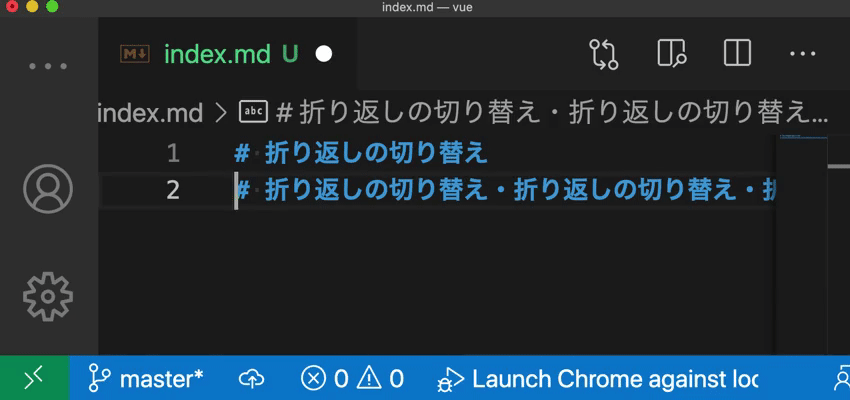 index.md — vue
M↓ index.md U
index.md > abc # 折り返しの切り替え・折り返しの切り替え…
1 # 折り返しの切り替え
2 # 折り返しの切り替え・折り返しの切り替え・
master* 0 0 Launch Chrome against loc